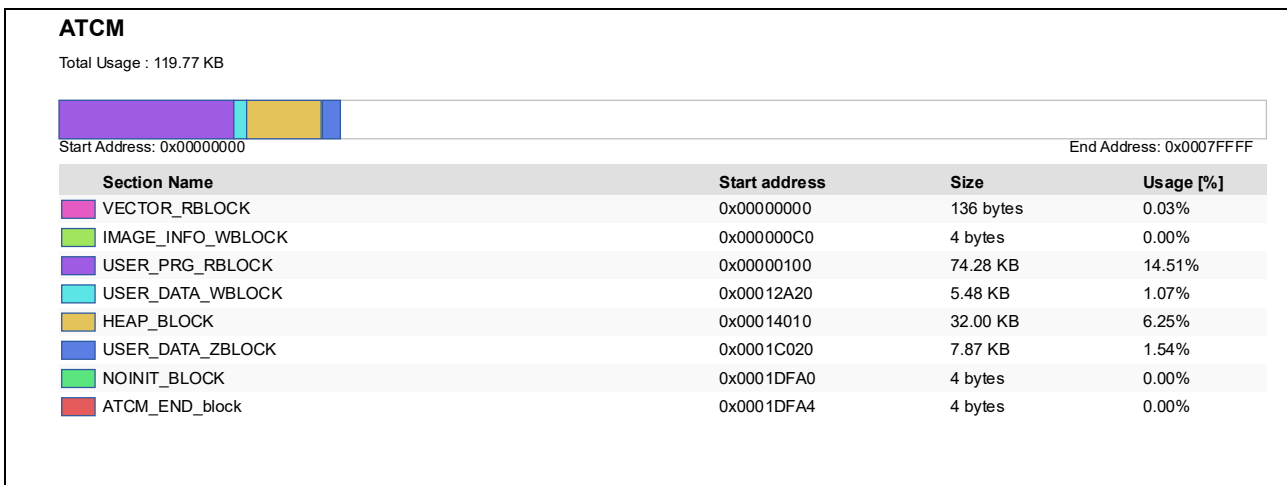 ATCM
Total Usage : 119.77 KB
Start Address: 0x00000000 End Address: 0x0007FFFF
Section Name Start address Size Usage [%]
VECTOR_RBLOCK 0x00000000 136 bytes 0.03%
IMAGE_INFO_WBLOCK 0x000000C0 4 bytes 0.00%
USER_PRG_RBLOCK 0x00000100 74.28 KB 14.51%
USER_DATA_WBLOCK 0x00012A20 5.48 KB 1.07%
HEAP_BLOCK 0x00014010 32.00 KB 6.25%
USER_DATA_ZBLOCK 0x0001C020 7.87 KB 1.54%
NOINIT_BLOCK 0x0001DFA0 4 bytes 0.00%
ATCM_END_block 0x0001DFA4 4 bytes 0.00%